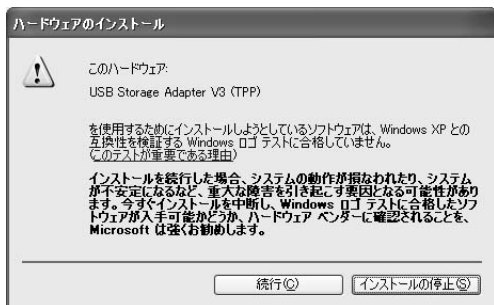 ハードウェアのインストール
このハードウェア:
USB Storage Adapter V3 (TPP)
を使用するためにインストールしようとしているソフトウェアは、Windows XP との
互換性を検証する Windows ロゴ テストに合格していません。
(このテストが重要である理由)
インストールを続行した場合、システムの動作が損なわれたり、システム
が不安定になるなど、重大な障害を引き起こす要因となる可能性があり
ます。今すぐインストールを中断し、Windows ロゴ テストに合格したソフ
トウェアが入手可能かどうか、ハードウェア ベンダーに確認されることを、
Microsoft は強くお勧めします。
続行(C)
インストールの停止(S)